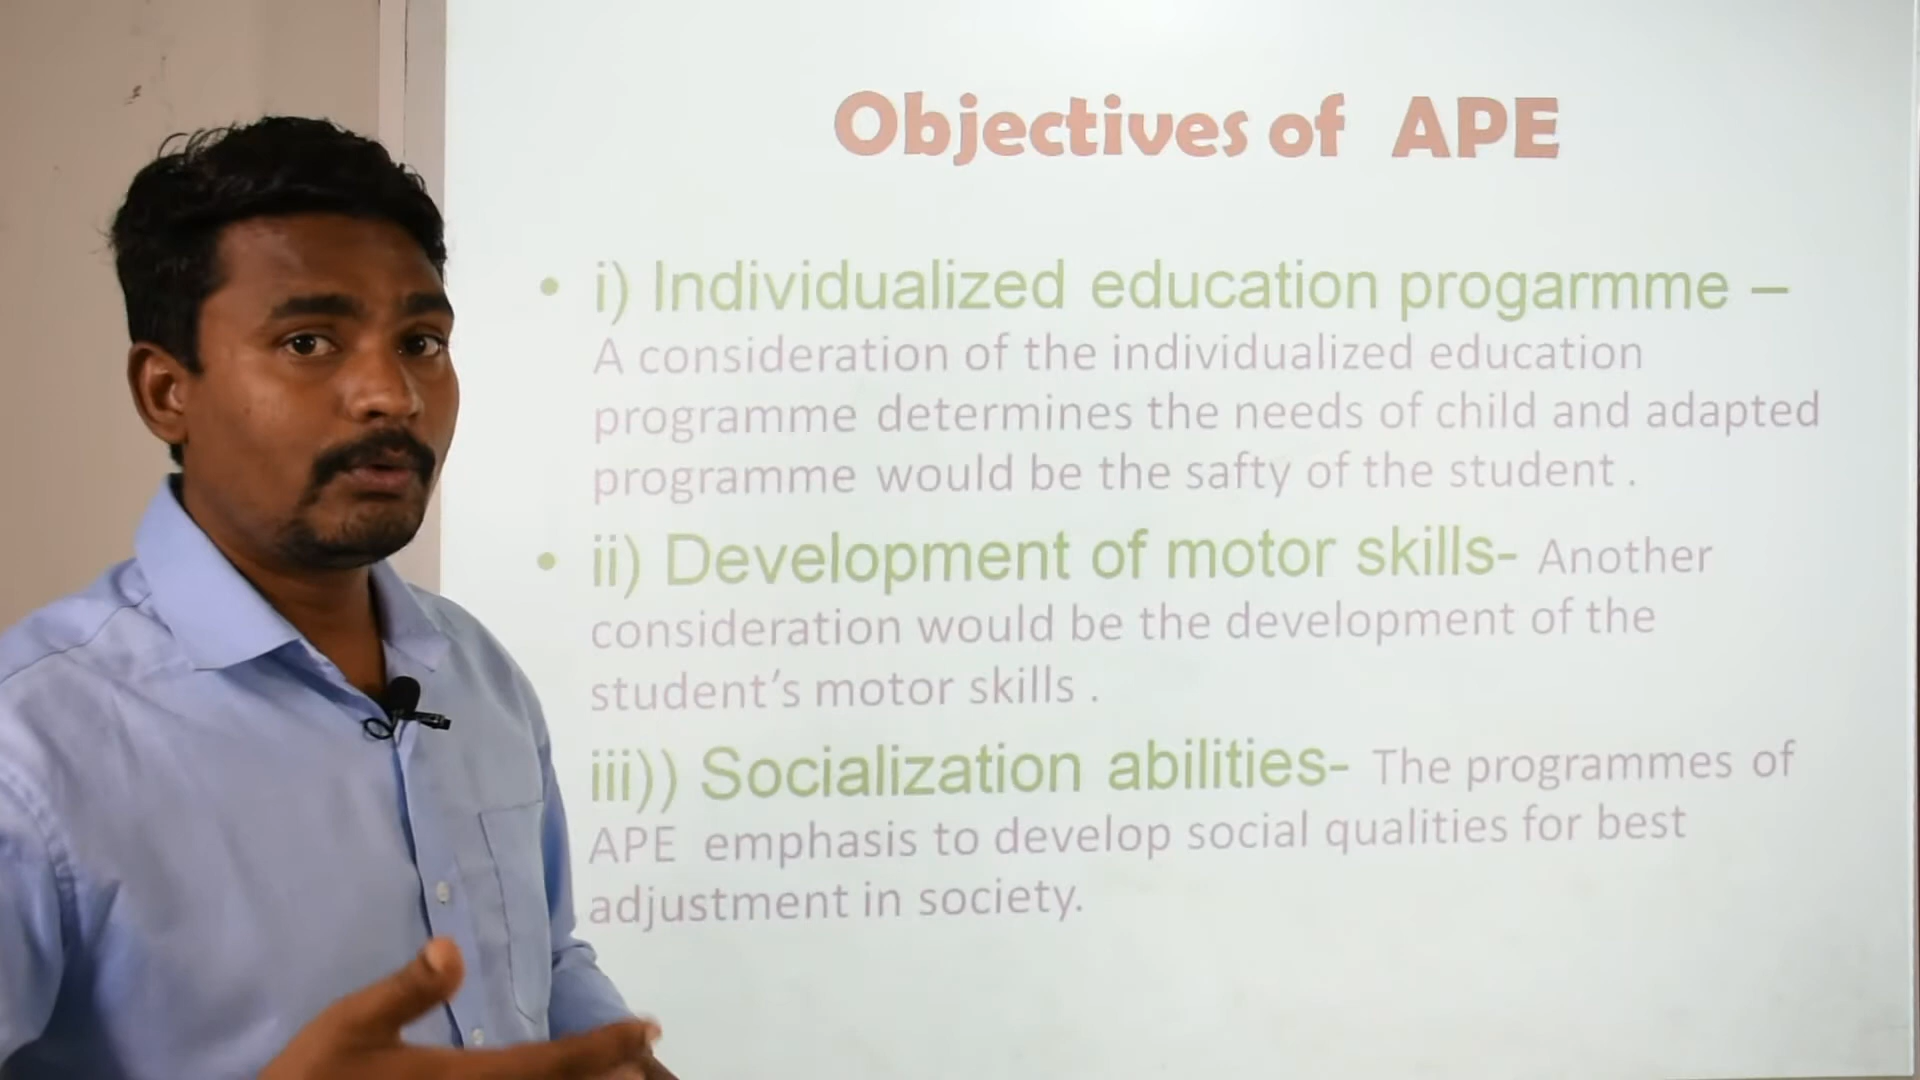 Objectives of APE
• i) Individualized education progarmme –
A consideration of the individualized education
programme determines the needs of child and adapted
programme would be the safty of the student .
• ii) Development of motor skills- Another
consideration would be the development of the
student's motor skills .
iii)) Socialization abilities- The programmes of
APE emphasis to develop social qualities for best
adjustment in society.